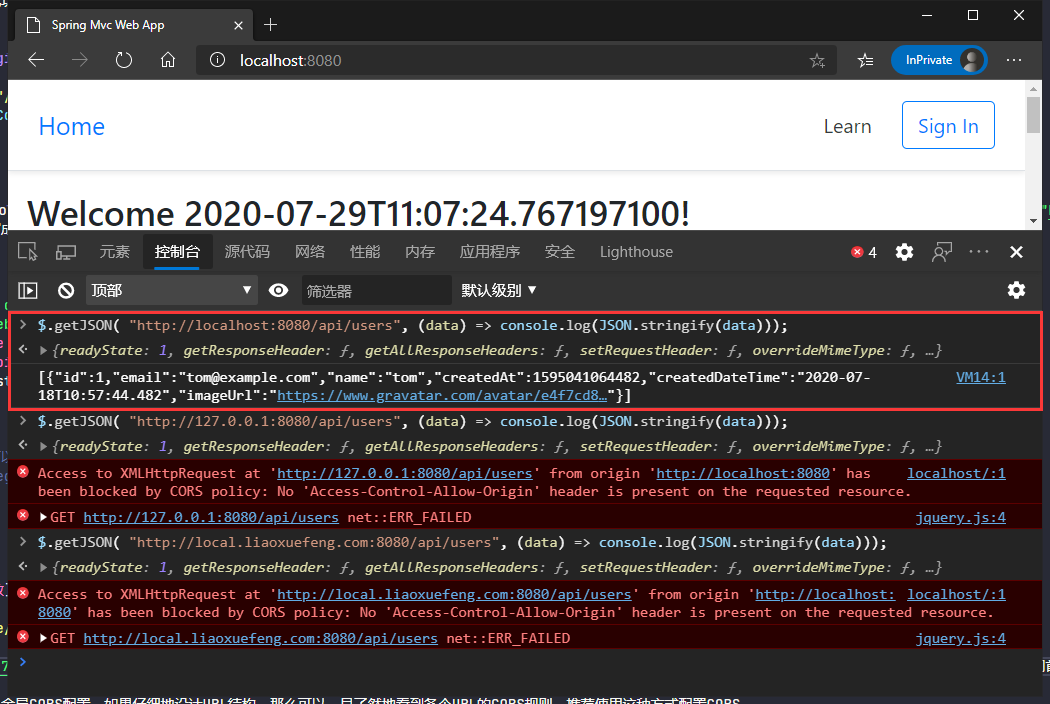 Spring Mvc Web App
localhost:8080
InPrivate
Home
Learn
Sign In
Welcome 2020-07-29T11:07:24.767197100!
元素
控制台
源代码
网络
性能
内存
应用程序
安全
Lighthouse
4
顶部
筛选器
默认级别
> $.getJSON( "http://localhost:8080/api/users", (data) => console.log(JSON.stringify(data)));
{readyState: 1, getResponseHeader: ƒ, getAllResponseHeaders: ƒ, setRequestHeader: ƒ, overrideMimeType: ƒ, …}
[{"id":1,"email":"tom@example.com","name":"tom","createdAt":1595041064482,"createdDateTime":"2020-07- VM14:1
18T10:57:44.482","imageUrl":"https://www.gravatar.com/avatar/e4f7cd8…"}]
> $.getJSON( "http://127.0.0.1:8080/api/users", (data) => console.log(JSON.stringify(data)));
{readyState: 1, getResponseHeader: ƒ, getAllResponseHeaders: ƒ, setRequestHeader: ƒ, overrideMimeType: ƒ, …}
Access to XMLHttpRequest at 'http://127.0.0.1:8080/api/users' from origin 'http://localhost:8080' has localhost/:1
been blocked by CORS policy: No 'Access-Control-Allow-Origin' header is present on the requested resource.
GET http://127.0.0.1:8080/api/users net::ERR_FAILED jquery.js:4
> $.getJSON( "http://local.liaoxuefeng.com:8080/api/users", (data) => console.log(JSON.stringify(data)));
{readyState: 1, getResponseHeader: ƒ, getAllResponseHeaders: ƒ, setRequestHeader: ƒ, overrideMimeType: ƒ, …}
Access to XMLHttpRequest at 'http://local.liaoxuefeng.com:8080/api/users' from origin 'http://localhost: localhost/:1
8080' has been blocked by CORS policy: No 'Access-Control-Allow-Origin' header is present on the requested resource.
GET http://local.liaoxuefeng.com:8080/api/users net::ERR_FAILED jquery.js:4
>